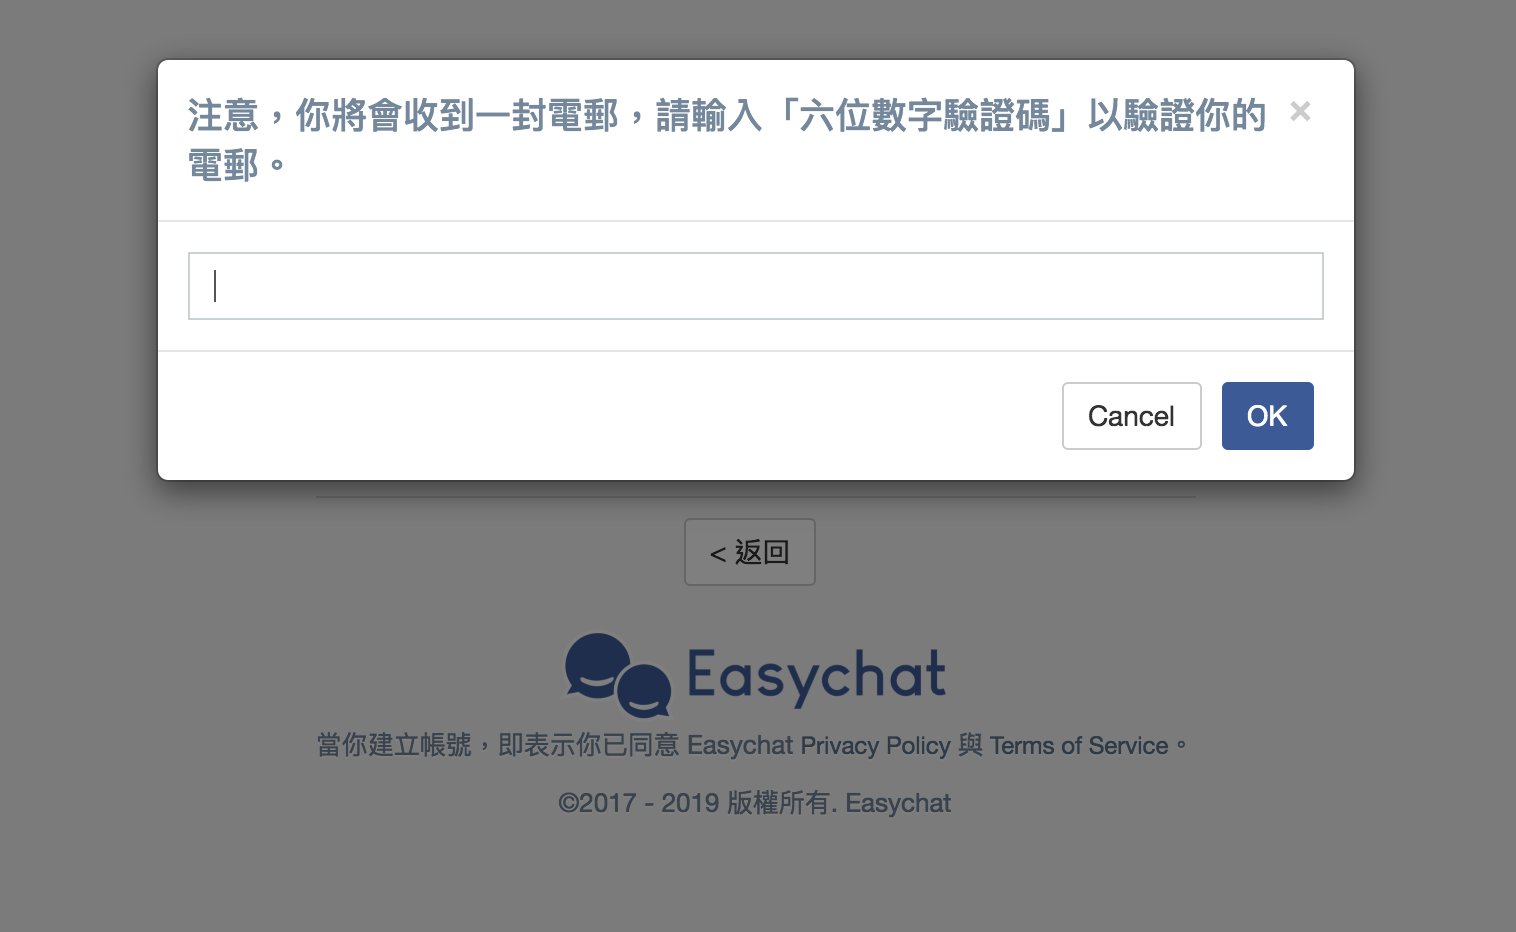 注意，你將會收到一封電郵，請輸入「六位數字驗證碼」以驗證你的
電郵。
×
Cancel
OK
< 返回
Easychat
當你建立帳號，即表示你已同意 Easychat Privacy Policy 與 Terms of Service。
©2017 - 2019 版權所有. Easychat